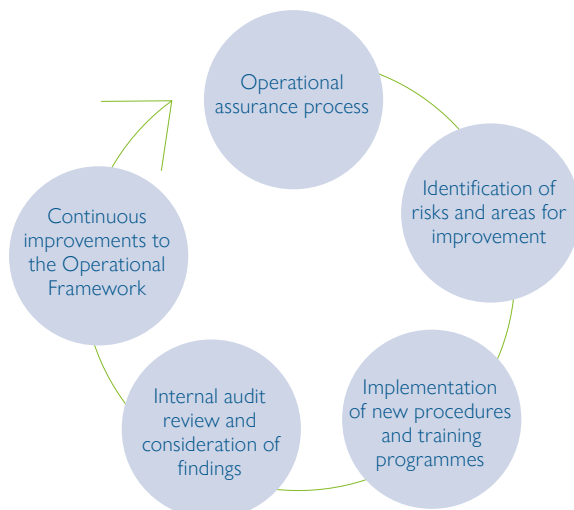 Operational
assurance process
Identification of
risks and areas for
improvement
Implementation
of new procedures
and training
programmes
Internal audit
review and
consideration of
findings
Continuous
improvements to
the Operational
Framework